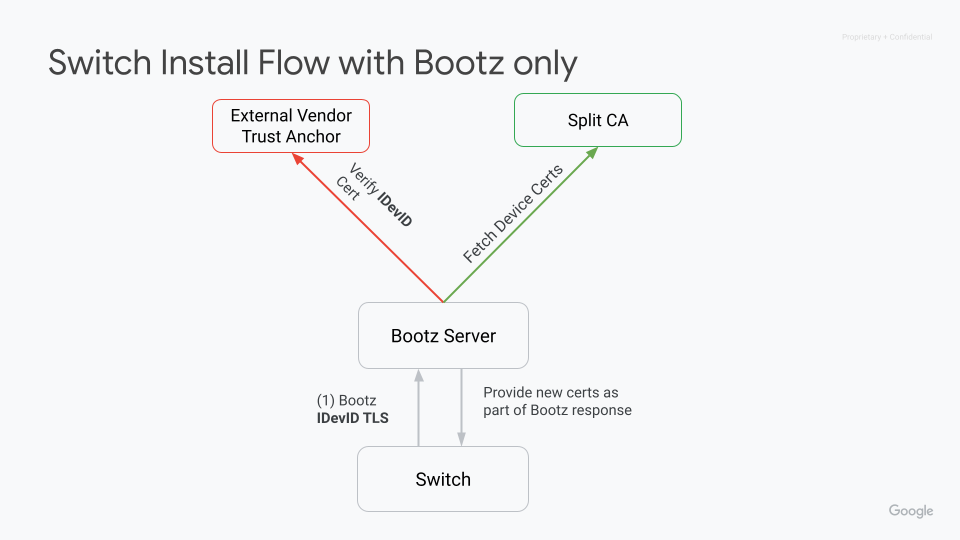 Proprietary + Confidential
Switch Install Flow with Bootz only
External Vendor
Trust Anchor
Split CA
Verify IDevID
Cert
Fetch Device Certs
Bootz Server
(1) Bootz
IDevID TLS
Provide new certs as
part of Bootz response
Switch
Google